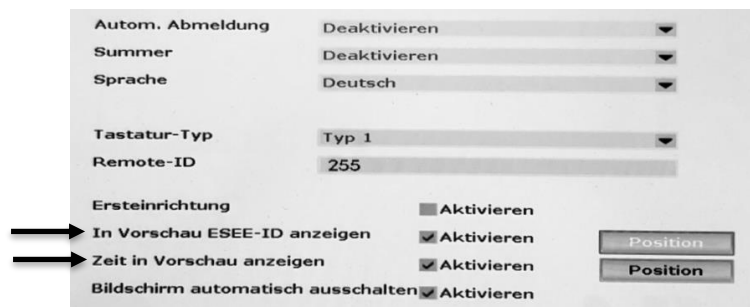 Autom. Abmeldung Deaktivieren
Summer Deaktivieren
Sprache Deutsch
Tastatur-Typ Typ 1
Remote-ID 255
Ersteinrichtung Aktivieren
In Vorschau ESEE-ID anzeigen Aktivieren Position
Zeit in Vorschau anzeigen Aktivieren Position
Bildschirm automatisch ausschalten Aktivieren